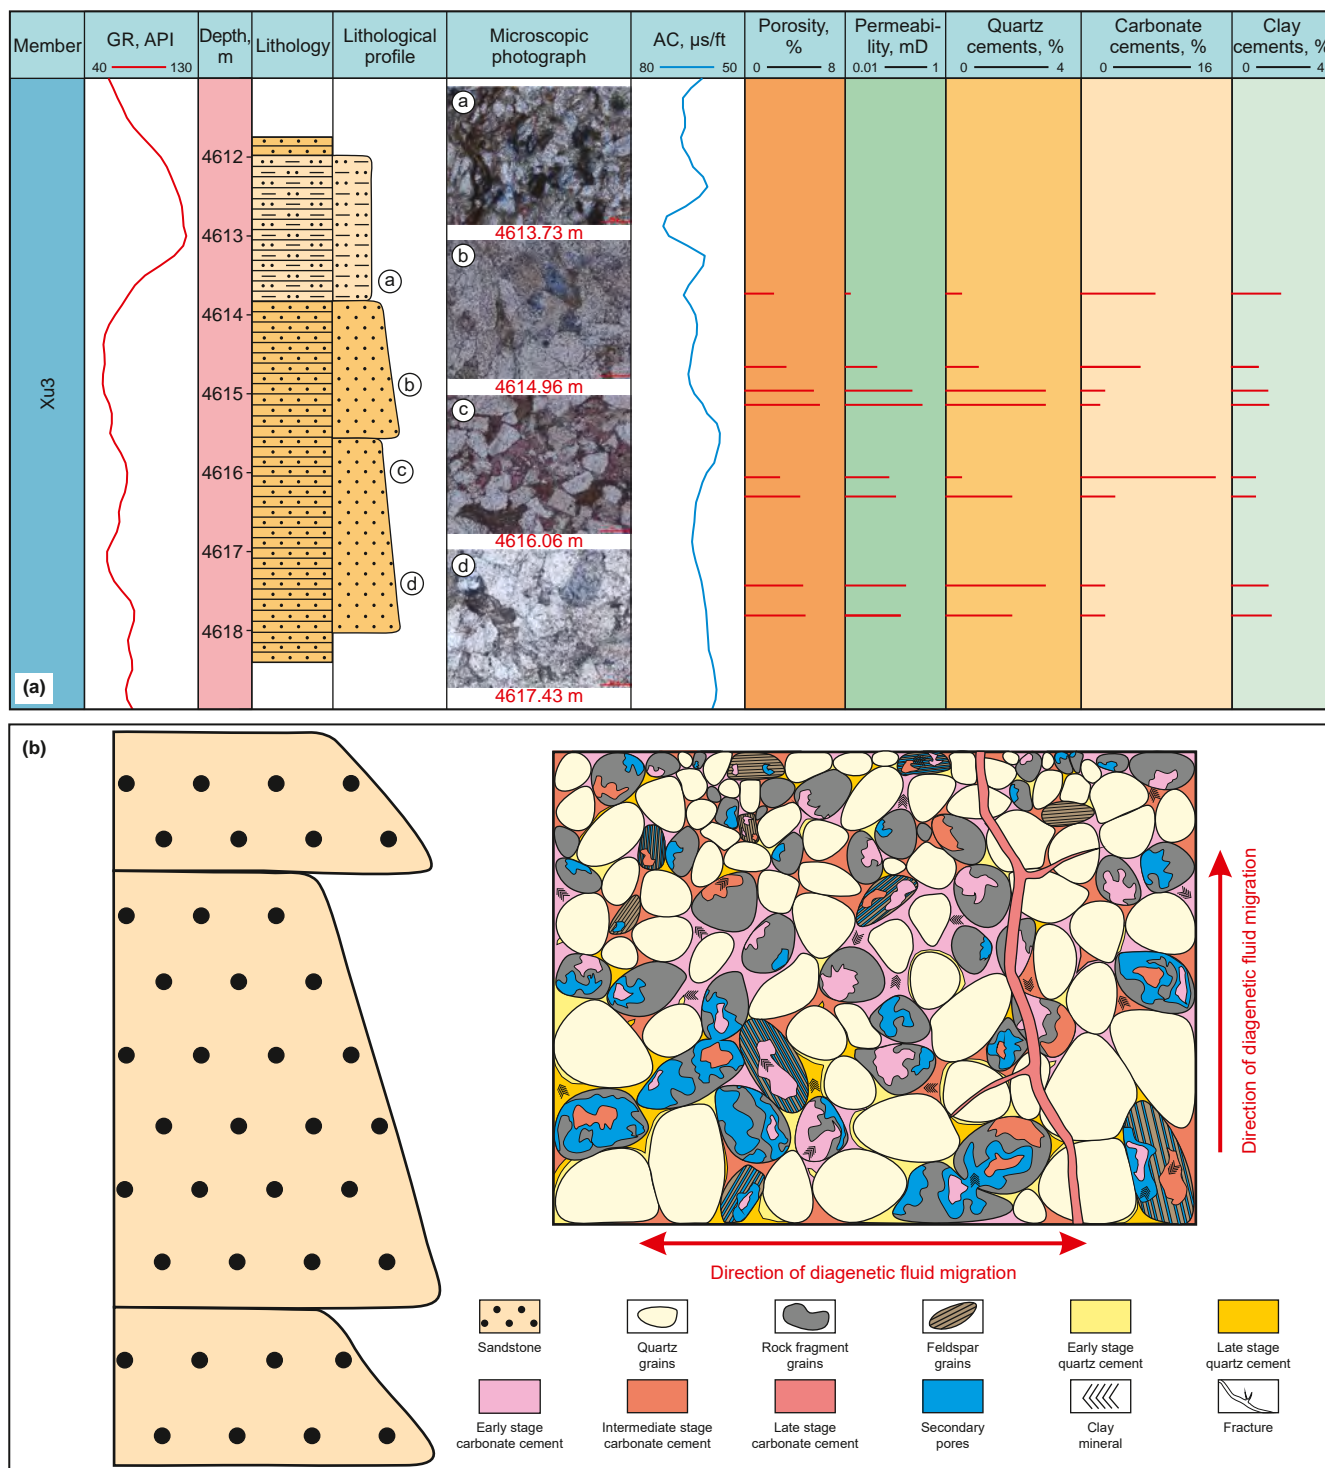 Member
GR, API
40 130
Depth,
m
Lithology
Lithological
profile
Microscopic
photograph
AC, μs/ft
80 50
Porosity,
%
0 8
Permeabi-
lity, mD
0.01 1
Quartz
cements, %
0 4
Carbonate
cements, %
0 16
Clay
cements, %
0 4
Xu3
4612
4613
4614
4615
4616
4617
4618
a
b
c
d
a
4613.73 m
b
4614.96 m
c
4616.06 m
d
4617.43 m
(a)
(b)
Direction of diagenetic fluid migration
Direction of diagenetic fluid migration
Sandstone
Quartz
grains
Rock fragment
grains
Feldspar
grains
Early stage
quartz cement
Late stage
quartz cement
Early stage
carbonate cement
Intermediate stage
carbonate cement
Late stage
carbonate cement
Secondary
pores
Clay
mineral
Fracture